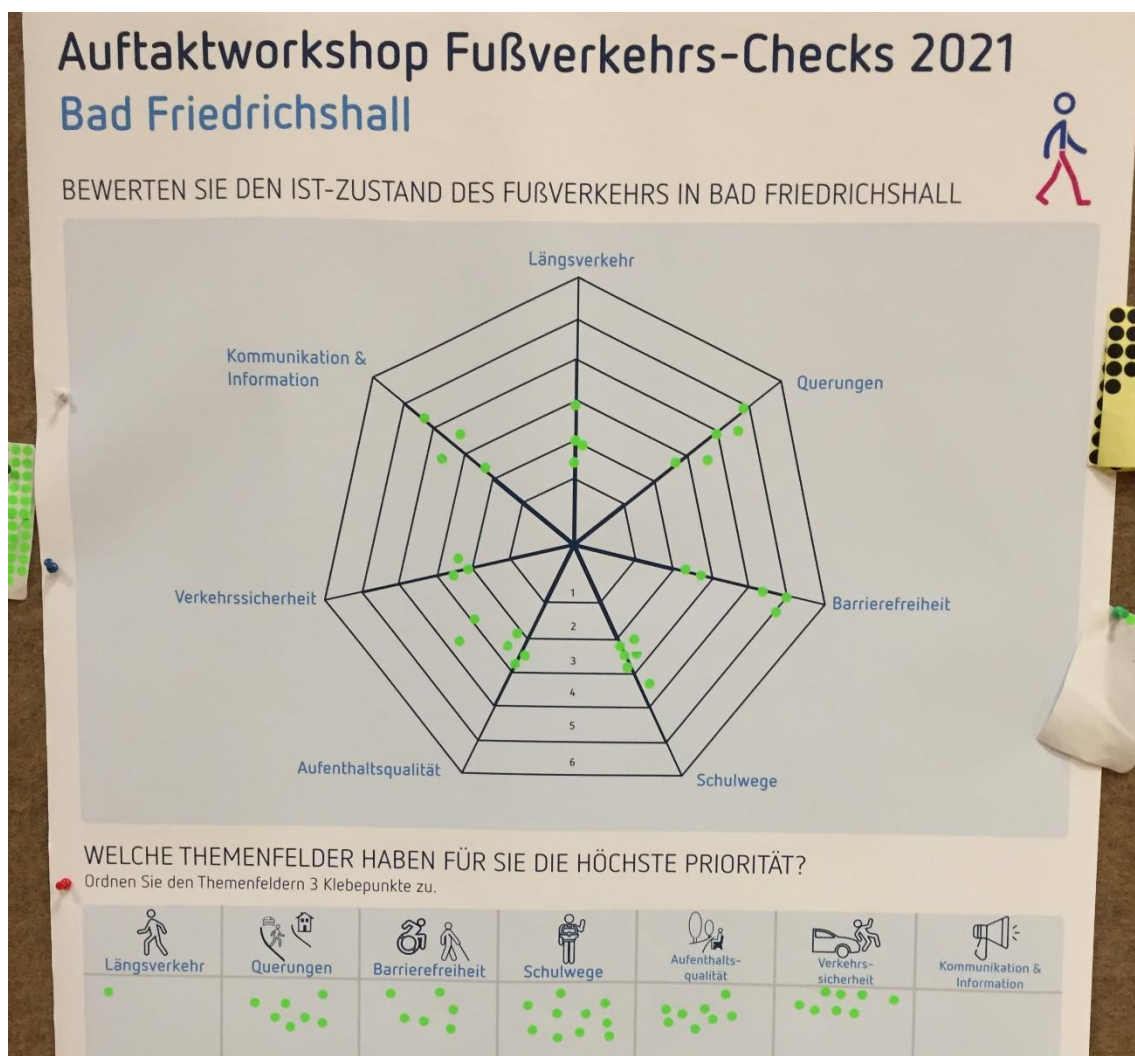 Auftaktworkshop Fußverkehrs-Checks 2021
Bad Friedrichshall
BEWERTEN SIE DEN IST-ZUSTAND DES FUßVERKEHRS IN BAD FRIEDRICHSHALL
Längsverkehr
Kommunikation &
Information
Querungen
Verkehrssicherheit
Barrierefreiheit
1
2
3
4
5
6
Aufenthaltsqualität
Schulwege
WELCHE THEMENFELDER HABEN FÜR SIE DIE HÖCHSTE PRIORITÄT?
Ordnen Sie den Themenfeldern 3 Klebepunkte zu.
Längsverkehr
Querungen
Barrierefreiheit
Schulwege
Aufenthalts-
qualität
Verkehrs-
sicherheit
Kommunikation &
Information